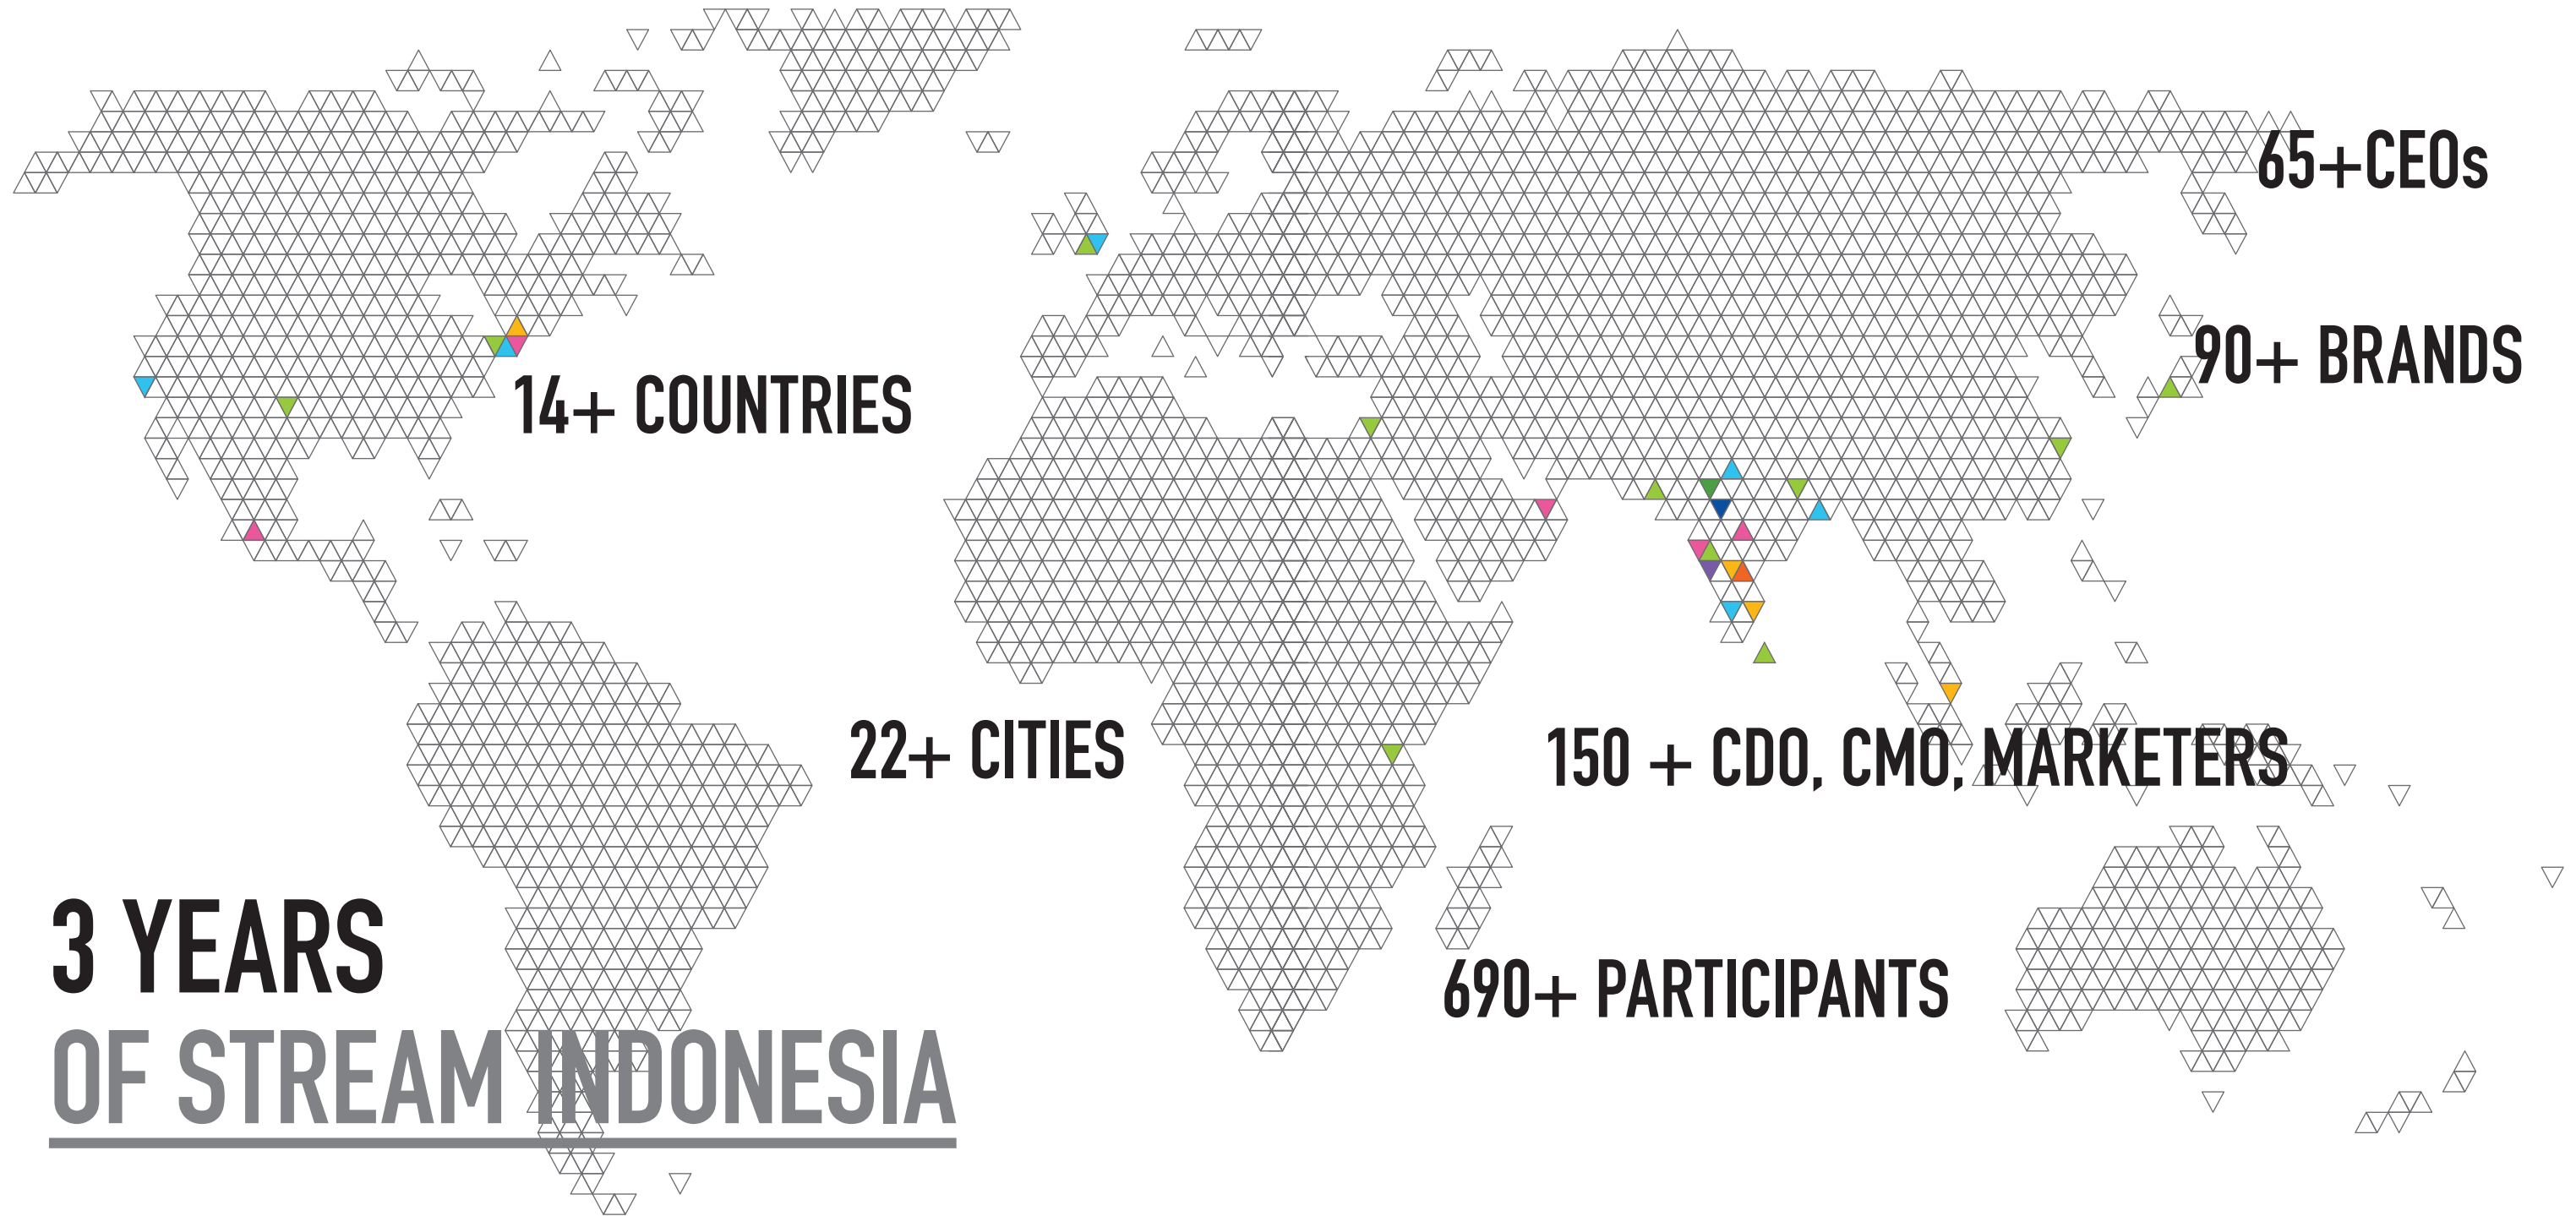 65+CEOs
90+ BRANDS
14+ COUNTRIES
22+ CITIES
150 + CDO, CMO, MARKETERS
690+ PARTICIPANTS
3 YEARS
OF STREAM INDONESIA